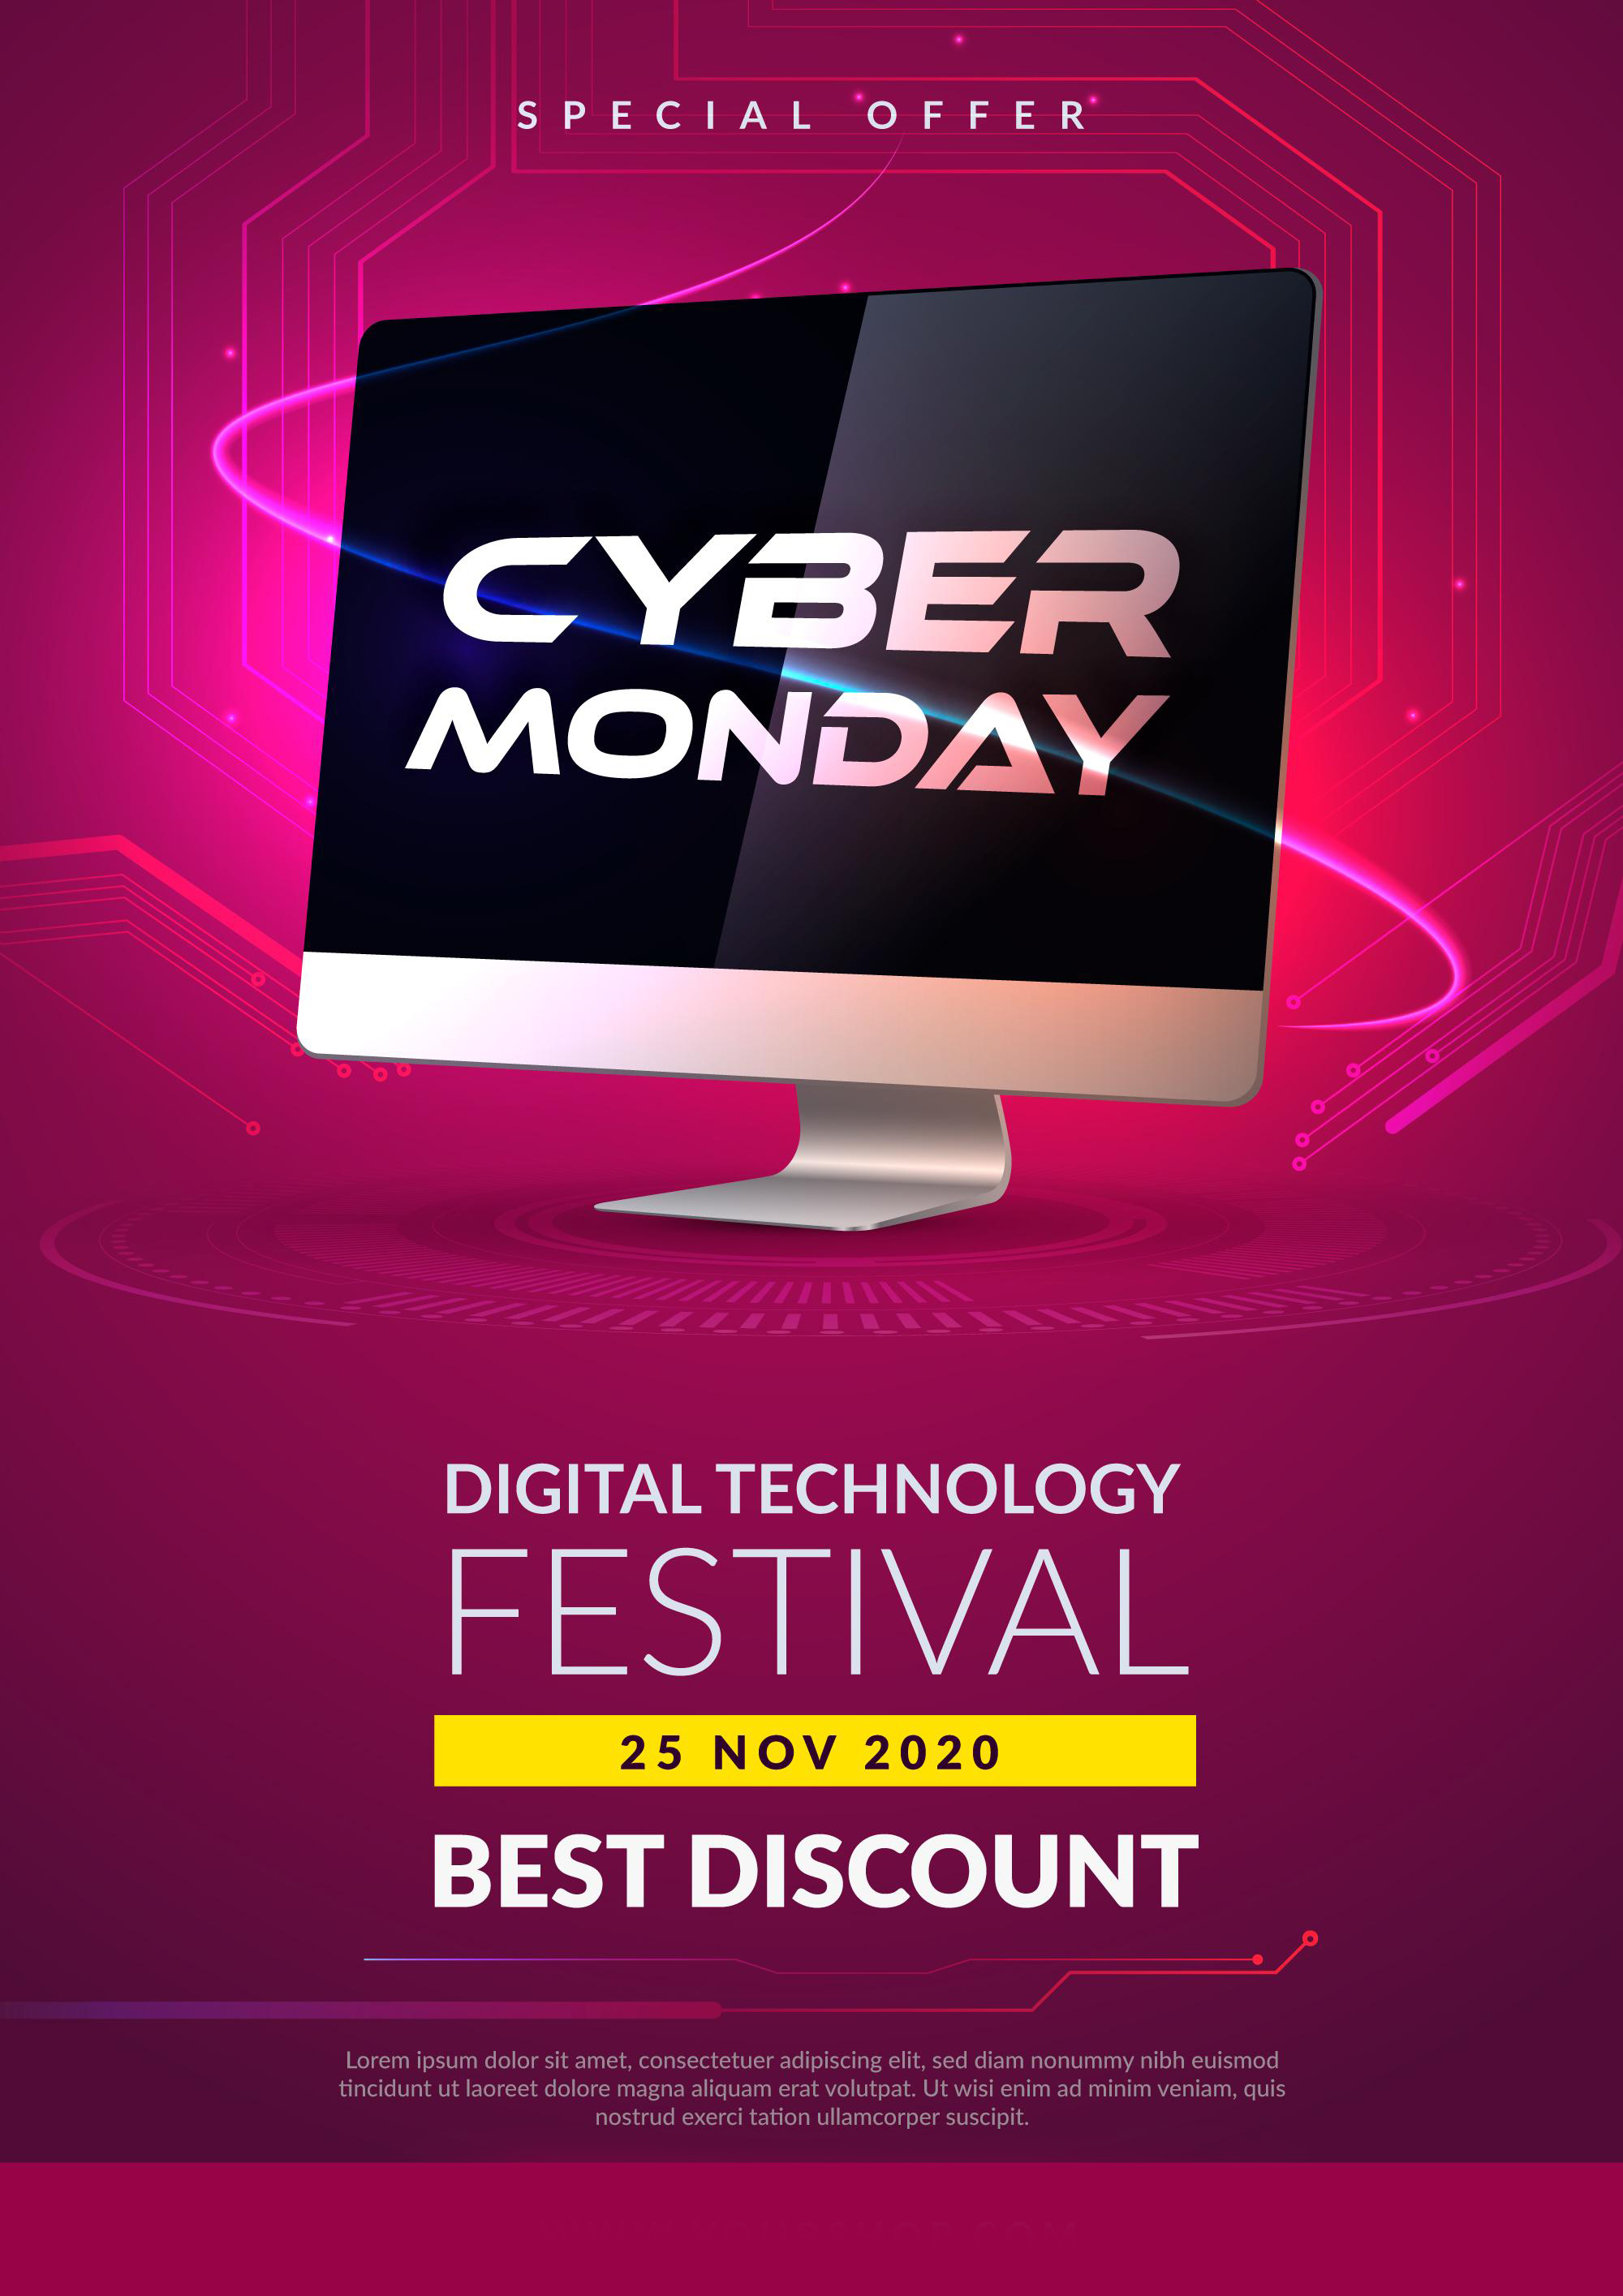 SPECIAL OFFER
CYBER
MONDAY
DIGITAL TECHNOLOGY
FESTIVAL
25 NOV 2020
BEST DISCOUNT
Lorem ipsum dolor sit amet, consectetuer adipiscing elit, sed diam nonummy nibh euismod
tincidunt ut laoreet dolore magna aliquam erat volutpat. Ut wisi enim ad minim veniam, quis
nostrud exerci tation ullamcorper suscipit.